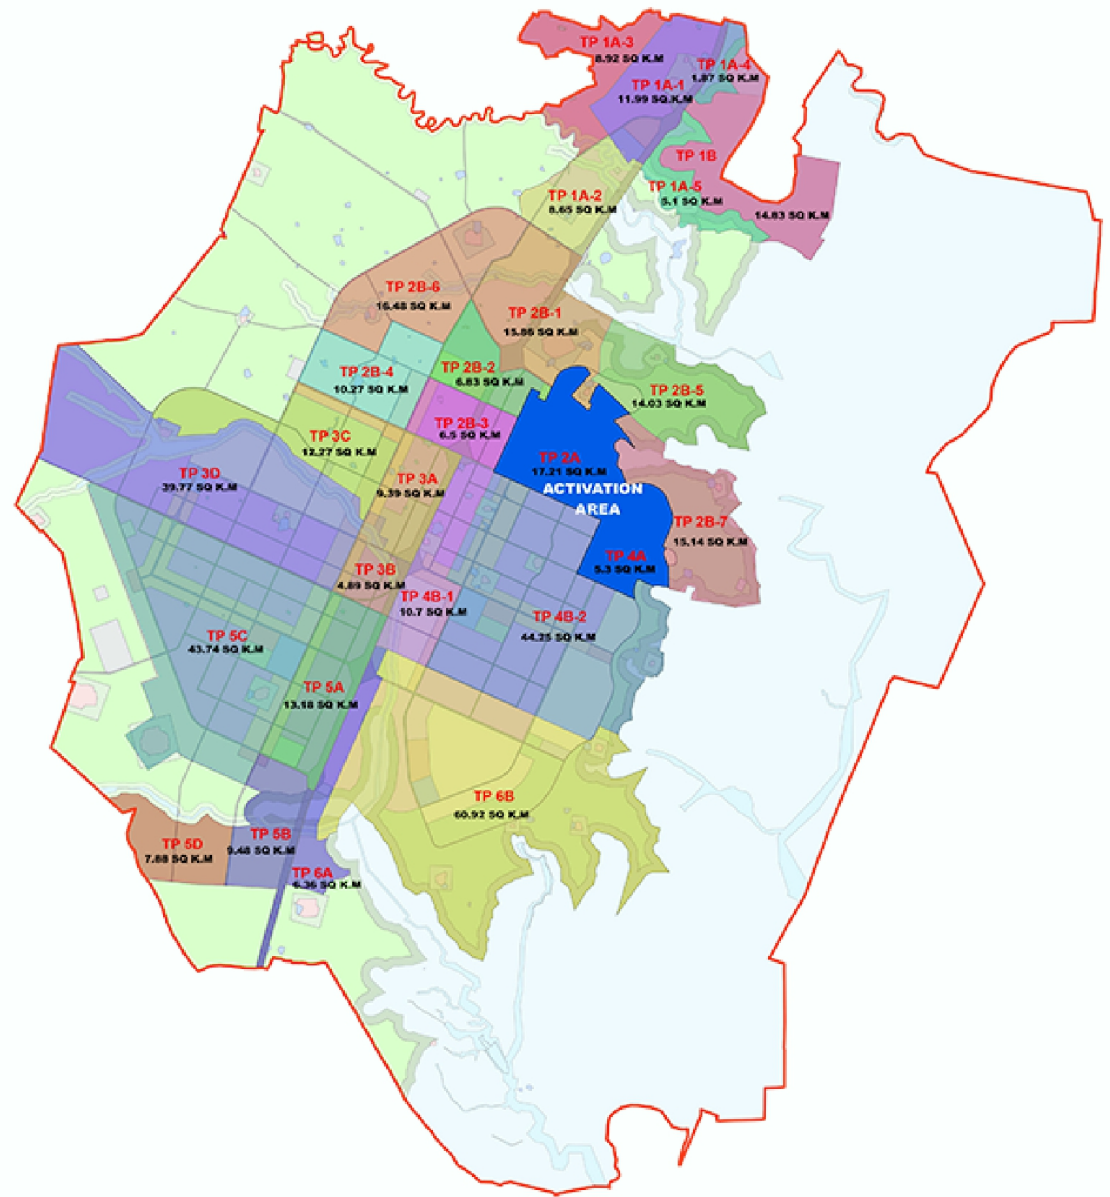 TP 1A-3
8.92 SQ K.M
TP 1A-4
1.87 SQ K.M
TP 1A-1
11.99 SQ.K.M
TP 1B
14.83 SQ K.M
TP 1A-5
5.1 SQ K.M
TP 1A-2
8.65 SQ K.M
TP 2B-6
16.48 SQ K.M
TP 2B-1
15.86 SQ K.M
TP 2B-4
10.27 SQ K.M
TP 2B-2
6.83 SQ K.M
TP 2B-5
14.03 SQ K.M
TP 2B-3
6.5 SQ K.M
TP 3C
12.27 SQ K.M
TP 2A
17.21 SQ K.M
ACTIVATION
AREA
TP 3D
39.77 SQ K.M
TP 3A
9.39 SQ K.M
TP 2B-7
15.14 SQ K.M
TP 4A
5.3 SQ K.M
TP 3B
4.89 SQ K.M
TP 4B-1
10.7 SQ K.M
TP 4B-2
44.25 SQ K.M
TP 5C
43.74 SQ K.M
TP 5A
13.18 SQ K.M
TP 6B
60.92 SQ K.M
TP 5D
7.88 SQ K.M
TP 5B
9.48 SQ K.M
TP 6A
6.36 SQ K.M